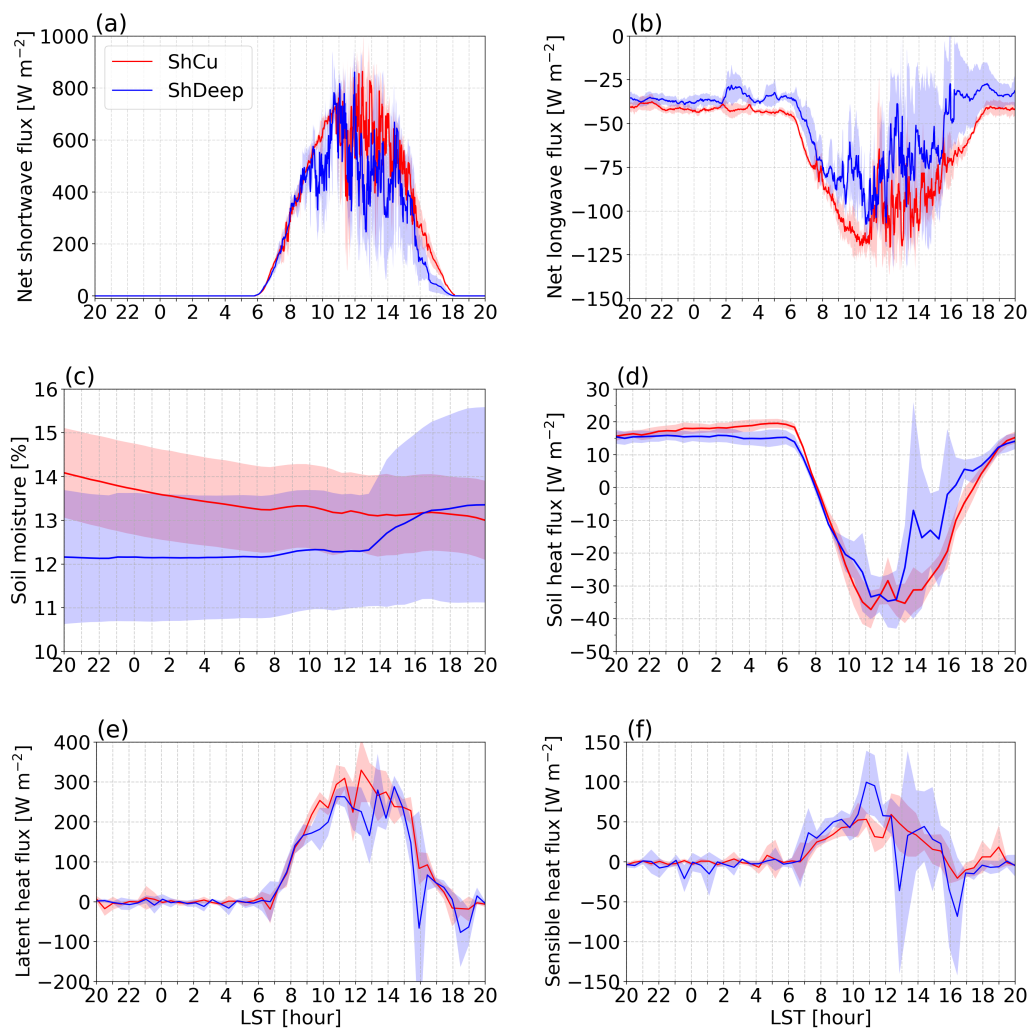 (a)
Net shortwave flux [W m⁻²]
1000
800
600
400
200
0
ShCu
ShDeep
20 22 0 2 4 6 8 10 12 14 16 18 20
(b)
Net longwave flux [W m⁻²]
0
−25
−50
−75
−100
−125
−150
20 22 0 2 4 6 8 10 12 14 16 18 20
(c)
Soil moisture [%]
16
15
14
13
12
11
10
20 22 0 2 4 6 8 10 12 14 16 18 20
(d)
Soil heat flux [W m⁻²]
30
20
10
0
−10
−20
−30
−40
−50
20 22 0 2 4 6 8 10 12 14 16 18 20
(e)
Latent heat flux [W m⁻²]
400
300
200
100
0
−100
−200
20 22 0 2 4 6 8 10 12 14 16 18 20
LST [hour]
(f)
Sensible heat flux [W m⁻²]
150
100
50
0
−50
−100
−150
20 22 0 2 4 6 8 10 12 14 16 18 20
LST [hour]